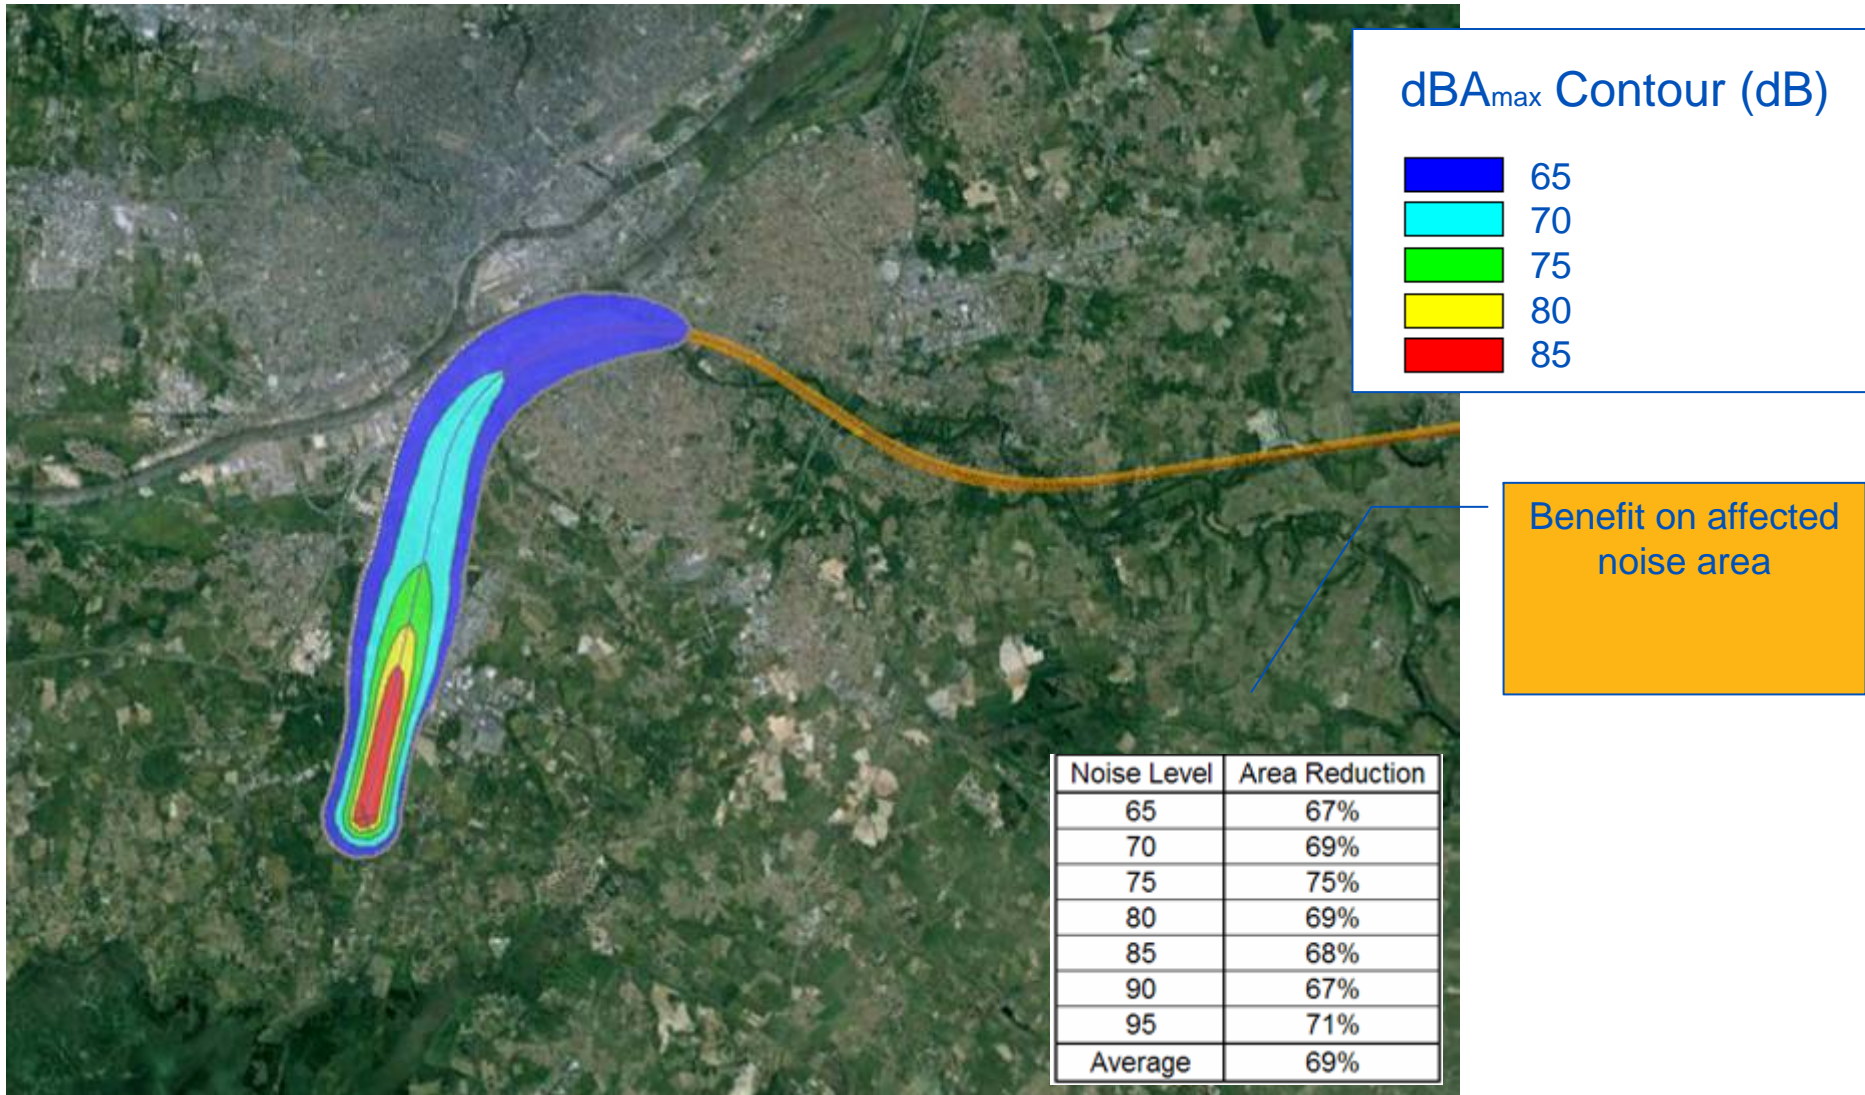 dBAmax Contour (dB)
65
70
75
80
85
Benefit on affected
noise area
Noise Level Area Reduction
65 67%
70 69%
75 75%
80 69%
85 68%
90 67%
95 71%
Average 69%